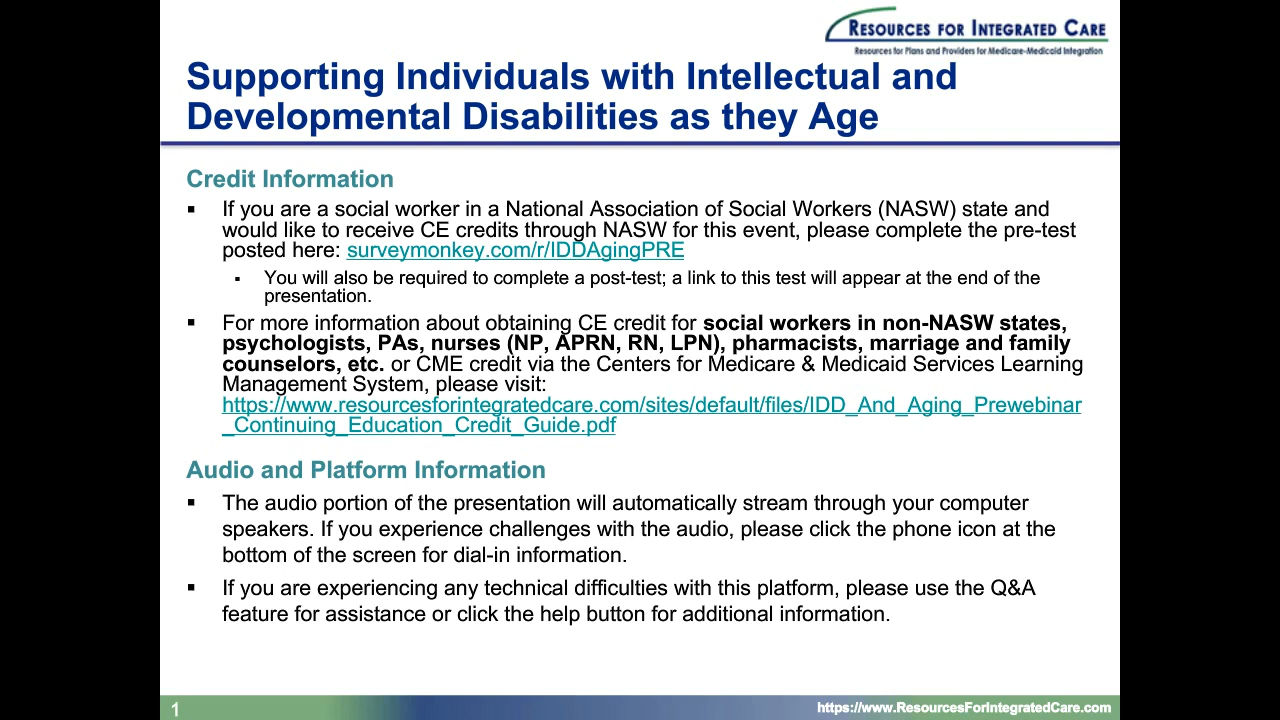 RESOURCES FOR INTEGRATED CARE
Resources for Plans and Providers for Medicare-Medicaid Integration
Supporting Individuals with Intellectual and
Developmental Disabilities as they Age
Credit Information
▪ If you are a social worker in a National Association of Social Workers (NASW) state and
would like to receive CE credits through NASW for this event, please complete the pre-test
posted here: surveymonkey.com/r/IDDAgingPRE
▪ You will also be required to complete a post-test; a link to this test will appear at the end of the
presentation.
▪ For more information about obtaining CE credit for social workers in non-NASW states,
psychologists, PAs, nurses (NP, APRN, RN, LPN), pharmacists, marriage and family
counselors, etc. or CME credit via the Centers for Medicare & Medicaid Services Learning
Management System, please visit:
https://www.resourcesforintegratedcare.com/sites/default/files/IDD_And_Aging_Prewebinar
_Continuing_Education_Credit_Guide.pdf
Audio and Platform Information
▪ The audio portion of the presentation will automatically stream through your computer
speakers. If you experience challenges with the audio, please click the phone icon at the
bottom of the screen for dial-in information.
▪ If you are experiencing any technical difficulties with this platform, please use the Q&A
feature for assistance or click the help button for additional information.
1
https://www.ResourcesForIntegratedCare.com